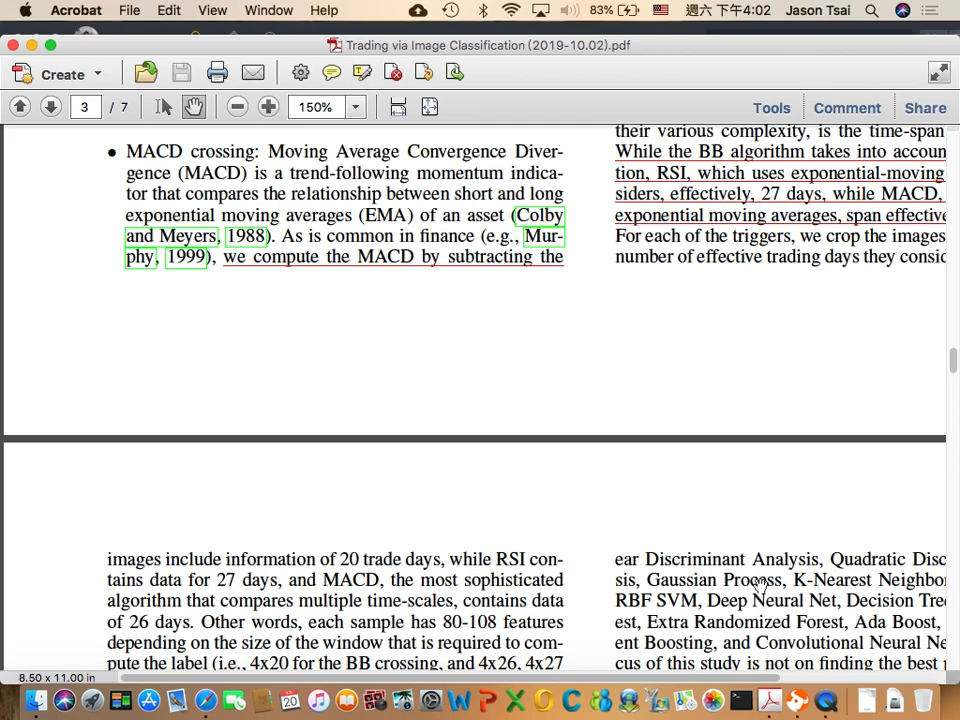 Acrobat File Edit View Window Help 83% 週六 下午4:02 Jason Tsai
Trading via Image Classification (2019-10.02).pdf
Create
3 / 7 150% Tools Comment Share
• MACD crossing: Moving Average Convergence Diver-
gence (MACD) is a trend-following momentum indica-
tor that compares the relationship between short and long
exponential moving averages (EMA) of an asset (Colby
and Meyers, 1988). As is common in finance (e.g., Mur-
phy, 1999), we compute the MACD by subtracting the
their various complexity, is the time-span
While the BB algorithm takes into accoun
tion, RSI, which uses exponential-moving
siders, effectively, 27 days, while MACD,
exponential moving averages, span effective
For each of the triggers, we crop the images
number of effective trading days they consid
images include information of 20 trade days, while RSI con-
tains data for 27 days, and MACD, the most sophisticated
algorithm that compares multiple time-scales, contains data
of 26 days. Other words, each sample has 80-108 features
depending on the size of the window that is required to com-
pute the label (i.e., 4x20 for the BB crossing, and 4x26, 4x27
ear Discriminant Analysis, Quadratic Disc
sis, Gaussian Process, K-Nearest Neighbor
RBF SVM, Deep Neural Net, Decision Tre
est, Extra Randomized Forest, Ada Boost,
ent Boosting, and Convolutional Neural Ne
cus of this study is not on finding the best
8.50 x 11.00 in